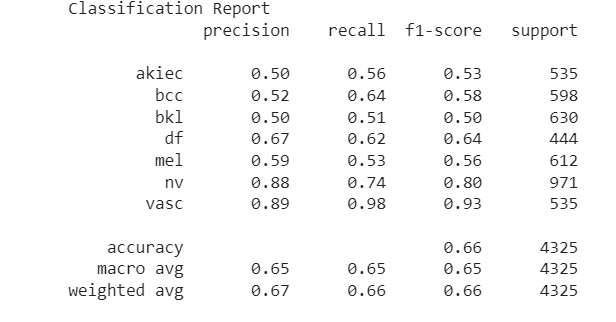 Classification Report
precision recall f1-score support
akiec 0.50 0.56 0.53 535
bcc 0.52 0.64 0.58 598
bkl 0.50 0.51 0.50 630
df 0.67 0.62 0.64 444
mel 0.59 0.53 0.56 612
nv 0.88 0.74 0.80 971
vasc 0.89 0.98 0.93 535
accuracy 0.66 4325
macro avg 0.65 0.65 0.65 4325
weighted avg 0.67 0.66 0.66 4325